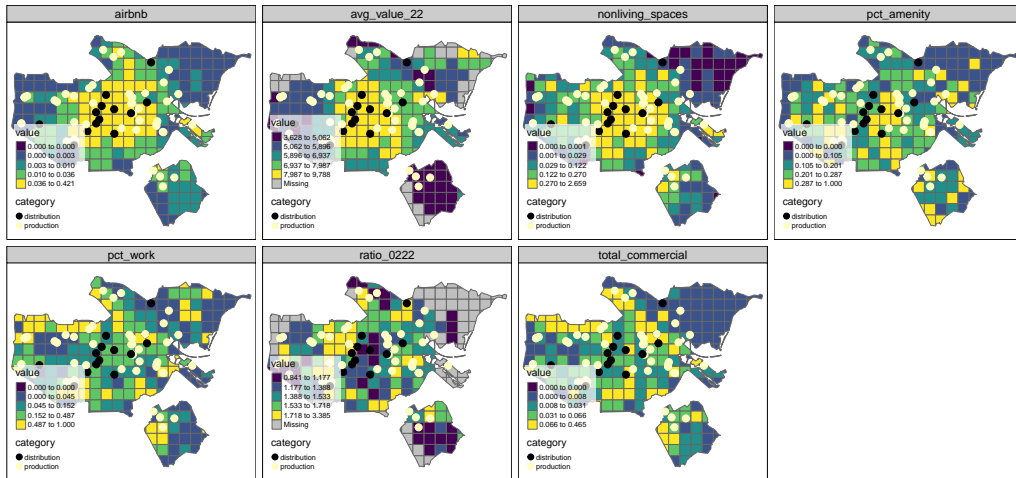 airbnb
value
0.000 to 0.000
0.000 to 0.003
0.003 to 0.010
0.010 to 0.036
0.036 to 0.421
category
distribution
production
avg_value_22
value
3,628 to 5,062
5,062 to 5,896
5,896 to 6,937
6,937 to 7,987
7,987 to 9,788
Missing
category
distribution
production
nonliving_spaces
value
0.000 to 0.001
0.001 to 0.029
0.029 to 0.122
0.122 to 0.270
0.270 to 2.659
category
distribution
production
pct_amenity
value
0.000 to 0.000
0.000 to 0.105
0.105 to 0.201
0.201 to 0.287
0.287 to 1.000
category
distribution
production
pct_work
value
0.000 to 0.000
0.000 to 0.045
0.045 to 0.152
0.152 to 0.487
0.487 to 1.000
category
distribution
production
ratio_0222
value
0.841 to 1.177
1.177 to 1.388
1.388 to 1.533
1.533 to 1.718
1.718 to 3.385
Missing
category
distribution
production
total_commercial
value
0.000 to 0.000
0.000 to 0.008
0.008 to 0.031
0.031 to 0.066
0.066 to 0.465
category
distribution
production